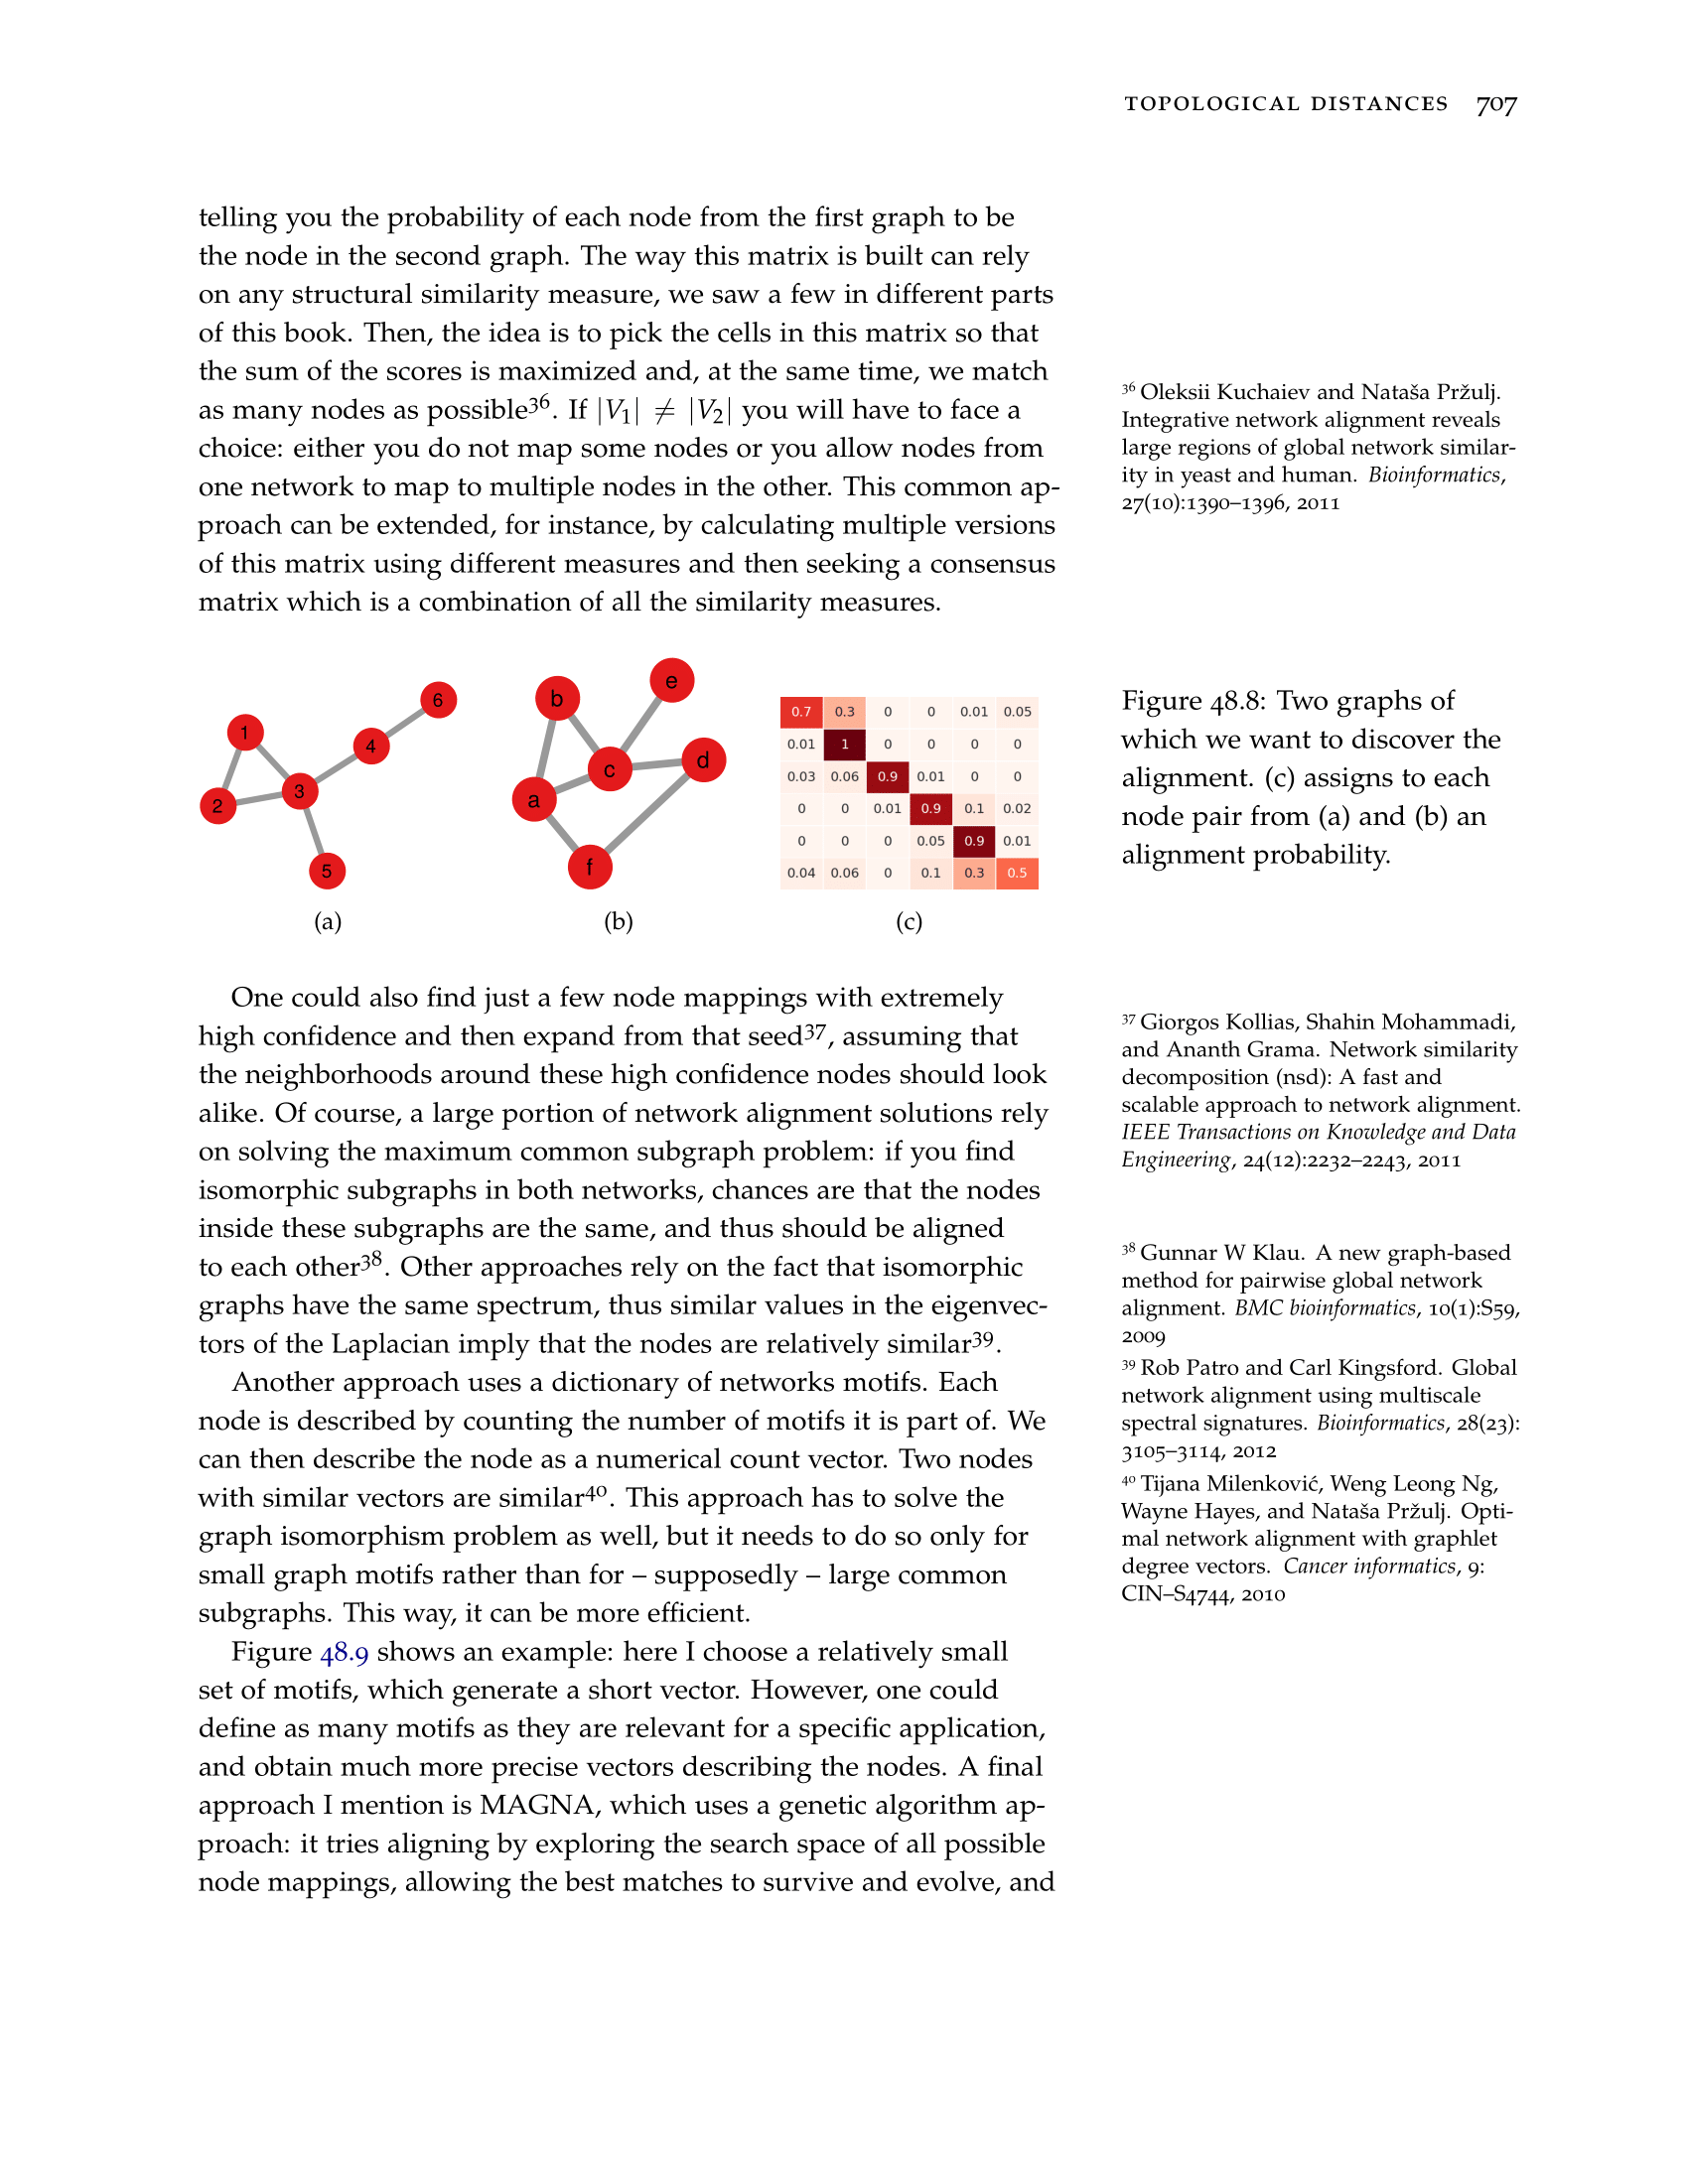 TOPOLOGICAL DISTANCES 707
telling you the probability of each node from the first graph to be
the node in the second graph. The way this matrix is built can rely
on any structural similarity measure, we saw a few in different parts
of this book. Then, the idea is to pick the cells in this matrix so that
the sum of the scores is maximized and, at the same time, we match
as many nodes as possible³⁶. If |V₁| ≠ |V₂| you will have to face a
choice: either you do not map some nodes or you allow nodes from
one network to map to multiple nodes in the other. This common ap-
proach can be extended, for instance, by calculating multiple versions
of this matrix using different measures and then seeking a consensus
matrix which is a combination of all the similarity measures.
³⁶ Oleksii Kuchaiev and Nataša Pržulj.
Integrative network alignment reveals
large regions of global network similar-
ity in yeast and human. Bioinformatics,
27(10):1390–1396, 2011
1
2
3
4
5
6
(a)
a
b
c
d
e
f
(b)
0.7 0.3 0 0 0.01 0.05
0.01 1 0 0 0 0
0.03 0.06 0.9 0.01 0 0
0 0 0.01 0.9 0.1 0.02
0 0 0 0.05 0.9 0.01
0.04 0.06 0 0.1 0.3 0.5
(c)
Figure 48.8: Two graphs of
which we want to discover the
alignment. (c) assigns to each
node pair from (a) and (b) an
alignment probability.
One could also find just a few node mappings with extremely
high confidence and then expand from that seed³⁷, assuming that
the neighborhoods around these high confidence nodes should look
alike. Of course, a large portion of network alignment solutions rely
on solving the maximum common subgraph problem: if you find
isomorphic subgraphs in both networks, chances are that the nodes
inside these subgraphs are the same, and thus should be aligned
to each other³⁸. Other approaches rely on the fact that isomorphic
graphs have the same spectrum, thus similar values in the eigenvec-
tors of the Laplacian imply that the nodes are relatively similar³⁹.
Another approach uses a dictionary of networks motifs. Each
node is described by counting the number of motifs it is part of. We
can then describe the node as a numerical count vector. Two nodes
with similar vectors are similar⁴⁰. This approach has to solve the
graph isomorphism problem as well, but it needs to do so only for
small graph motifs rather than for – supposedly – large common
subgraphs. This way, it can be more efficient.
Figure 48.9 shows an example: here I choose a relatively small
set of motifs, which generate a short vector. However, one could
define as many motifs as they are relevant for a specific application,
and obtain much more precise vectors describing the nodes. A final
approach I mention is MAGNA, which uses a genetic algorithm ap-
proach: it tries aligning by exploring the search space of all possible
node mappings, allowing the best matches to survive and evolve, and
³⁷ Giorgos Kollias, Shahin Mohammadi,
and Ananth Grama. Network similarity
decomposition (nsd): A fast and
scalable approach to network alignment.
IEEE Transactions on Knowledge and Data
Engineering, 24(12):2232–2243, 2011
³⁸ Gunnar W Klau. A new graph-based
method for pairwise global network
alignment. BMC bioinformatics, 10(1):S59,
2009
³⁹ Rob Patro and Carl Kingsford. Global
network alignment using multiscale
spectral signatures. Bioinformatics, 28(23):
3105–3114, 2012
⁴⁰ Tijana Milenković, Weng Leong Ng,
Wayne Hayes, and Nataša Pržulj. Opti-
mal network alignment with graphlet
degree vectors. Cancer informatics, 9:
CIN–S4744, 2010